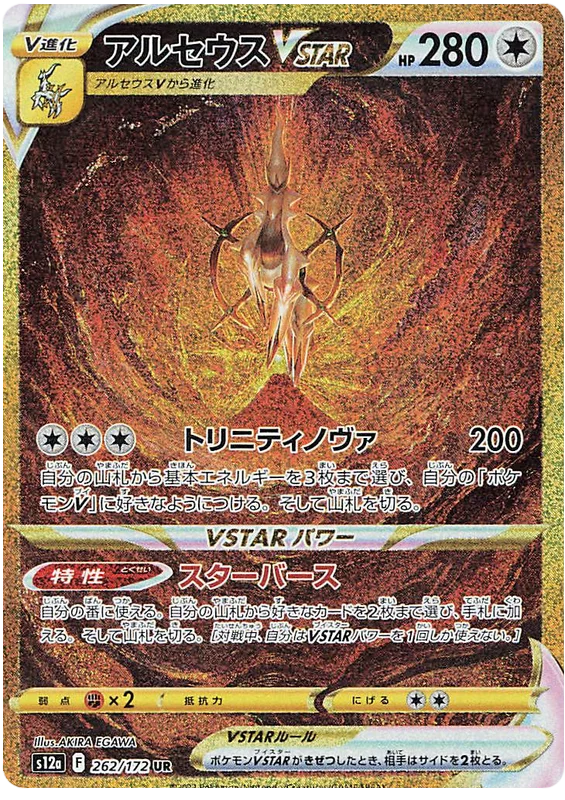 V進化
アルセウスVSTAR
HP 280
アルセウスVから進化
トリニティノヴァ 200
自分の山札から基本エネルギーを3枚まで選び、自分の「ポケ
モンV」に好きなようにつける。そして山札を切る。
VSTARパワー
特性 とくせい スターバース
自分の番に使える。自分の山札から好きなカードを2枚まで選び、手札に加
える。そして山札を切る。[対戦中、自分はVSTARパワーを1回しか使えない。]
弱点 ×2 抵抗力 にげる
Illus. AKIRA EGAWA
VSTARルール
s12a F 262/172 UR
ポケモンVSTARがきぜつしたとき、相手はサイドを2枚とる。